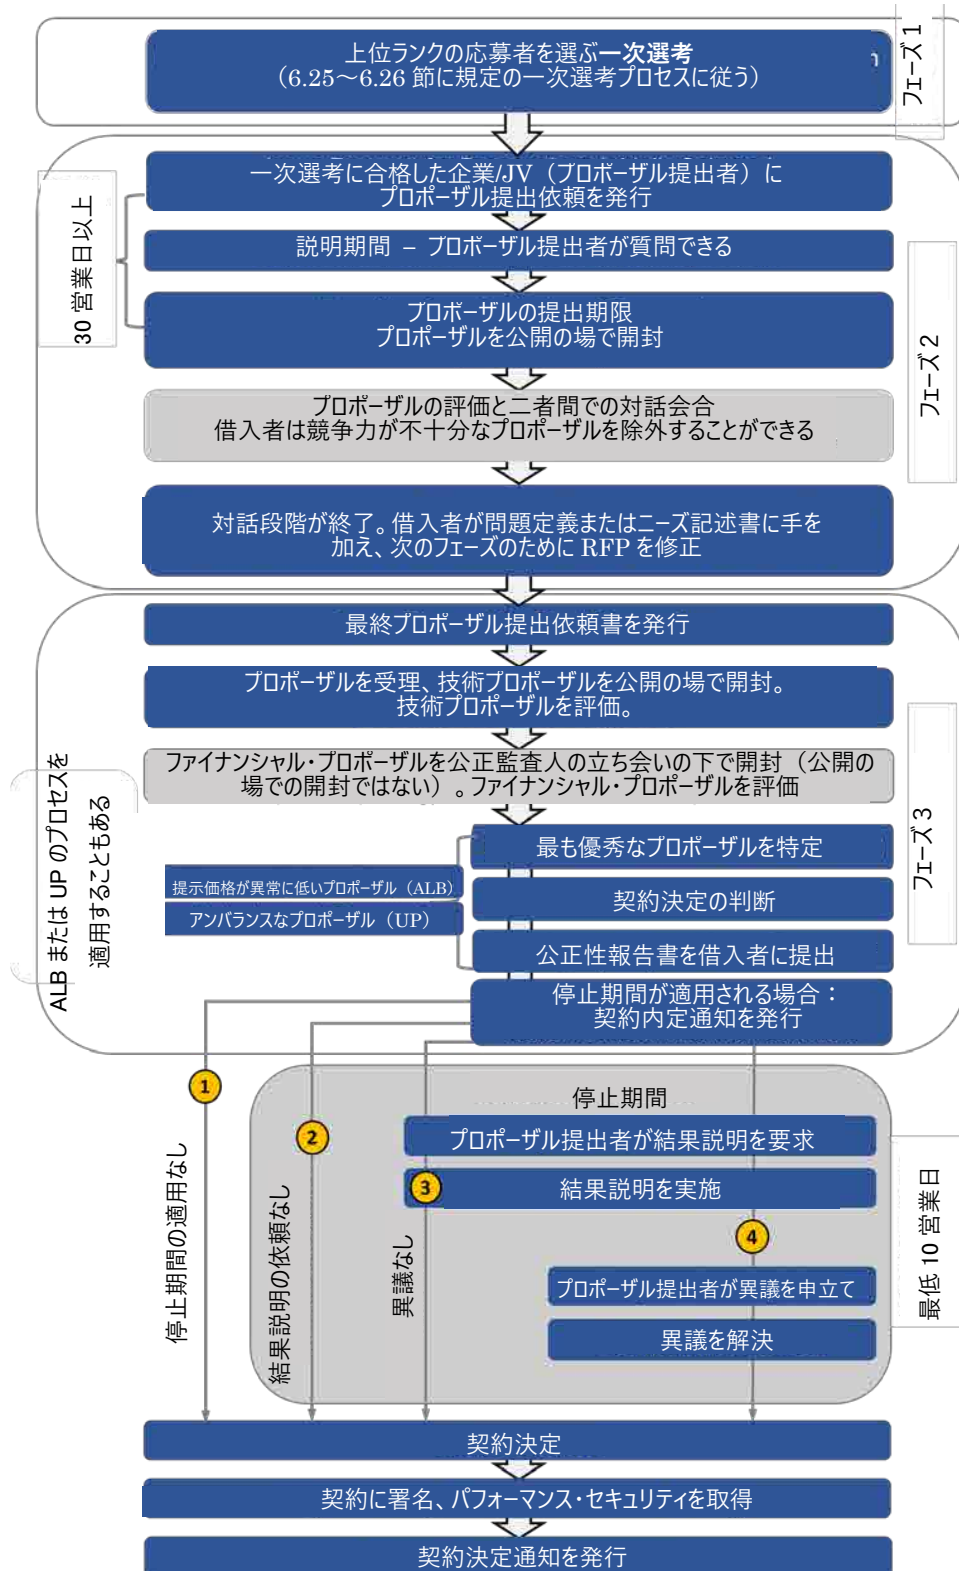 上位ランクの応募者を選ぶ一次選考
（6.25～6.26 節に規定の一次選考プロセスに従う）
フェーズ 1
一次選考に合格した企業/JV（プロポーザル提出者）に
プロポーザル提出依頼を発行
30 営業日以上
説明期間 – プロポーザル提出者が質問できる
プロポーザルの提出期限
プロポーザルを公開の場で開封
フェーズ 2
プロポーザルの評価と二者間での対話会合
借入者は競争力が不十分なプロポーザルを除外することができる
対話段階が終了。借入者が問題定義またはニーズ記述書に手を
加え、次のフェーズのために RFP を修正
最終プロポーザル提出依頼書を発行
プロポーザルを受理、技術プロポーザルを公開の場で開封。
技術プロポーザルを評価。
ファイナンシャル・プロポーザルを公正監査人の立ち会いの下で開封（公開の
場での開封ではない）。ファイナンシャル・プロポーザルを評価
フェーズ 3
ALB または UP のプロセスを
適用することもある
最も優秀なプロポーザルを特定
提示価格が異常に低いプロポーザル（ALB）
契約決定の判断
アンバランスなプロポーザル（UP）
公正性報告書を借入者に提出
停止期間が適用される場合：
契約内定通知を発行
1
停止期間の適用なし
2
結果説明の依頼なし
停止期間
プロポーザル提出者が結果説明を要求
3
結果説明を実施
異議なし
4
プロポーザル提出者が異議を申立て
異議を解決
最低 10 営業日
契約決定
契約に署名、パフォーマンス・セキュリティを取得
契約決定通知を発行